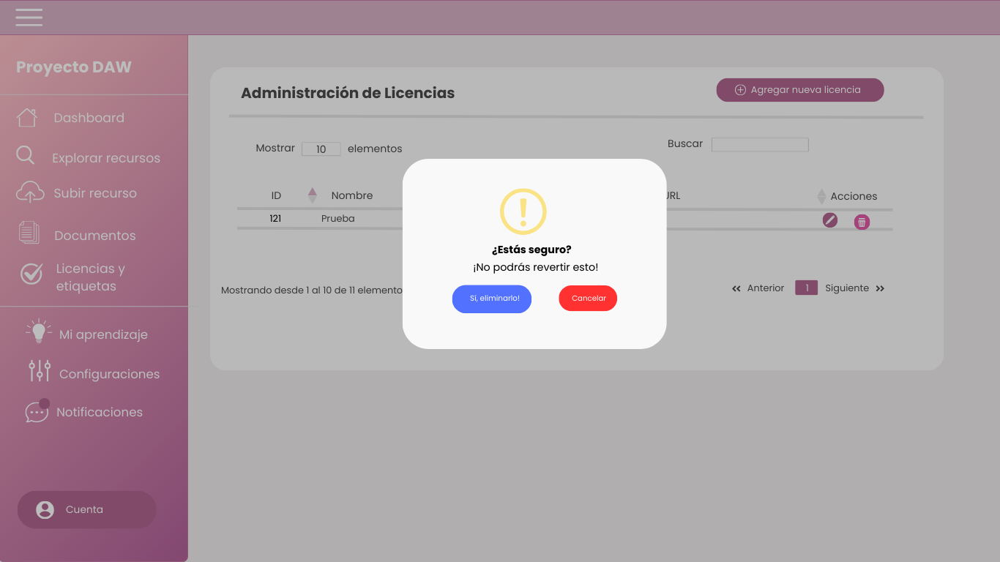 Proyecto DAW
Dashboard
Explorar recursos
Subir recurso
Documentos
Licencias y
etiquetas
Mi aprendizaje
Configuraciones
Notificaciones
Cuenta
Administración de Licencias
Agregar nueva licencia
Mostrar 10 elementos
Buscar
ID Nombre URL Acciones
121 Prueba
¿Estás seguro?
¡No podrás revertir esto!
Sí, eliminarlo! Cancelar
Mostrando desde 1 al 10 de 11 elemento
« Anterior 1 Siguiente »